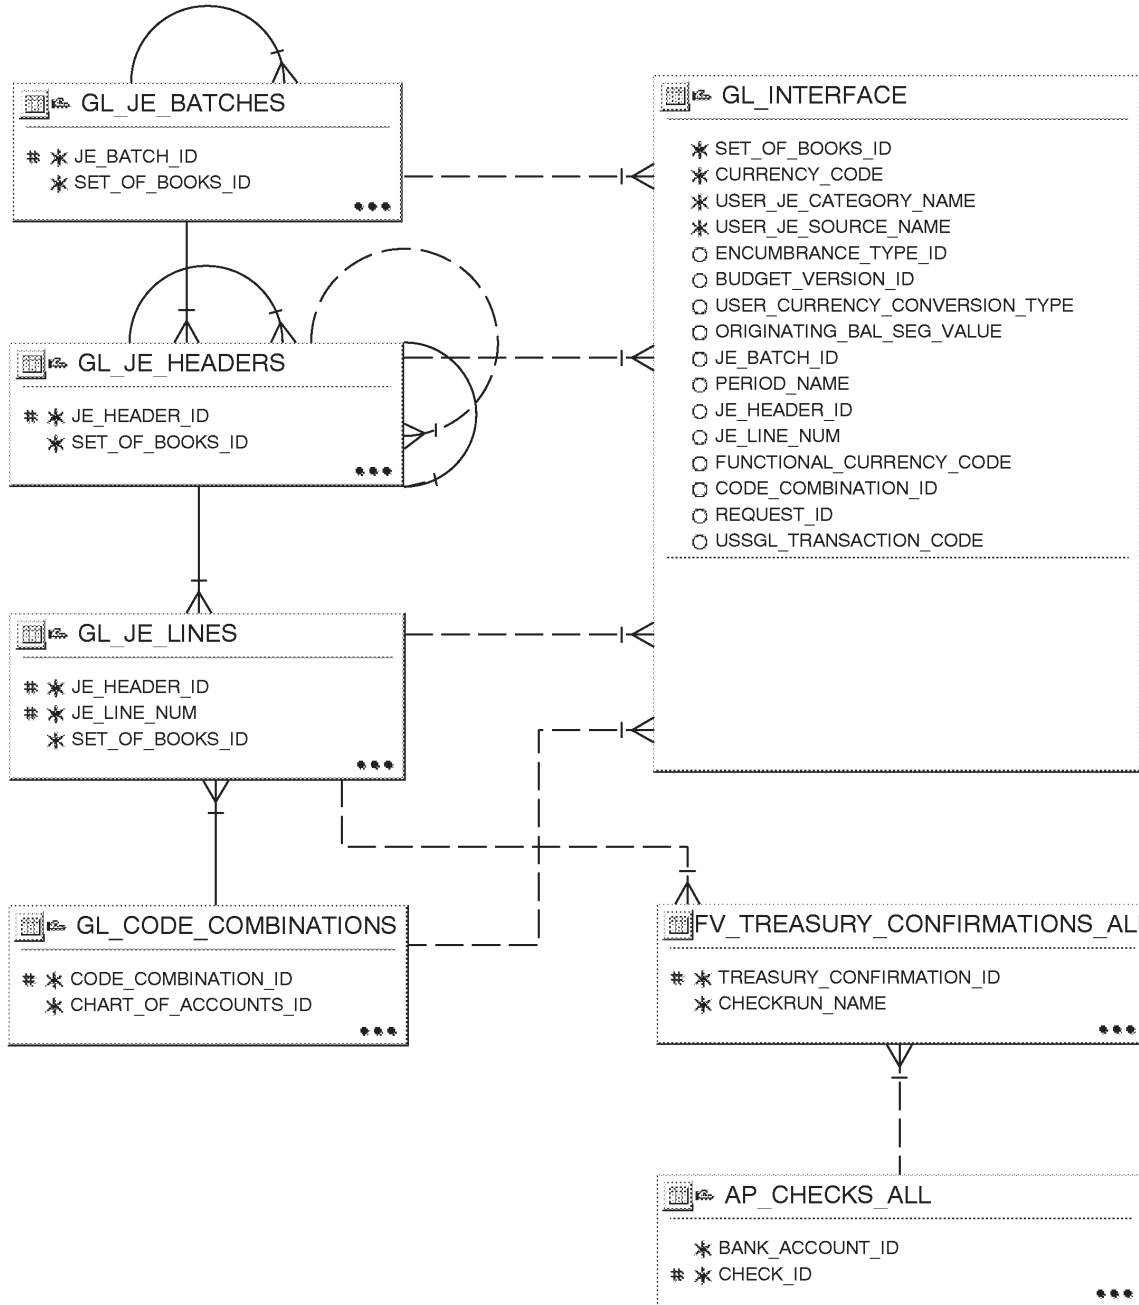 GL_JE_BATCHES
# * JE_BATCH_ID
* SET_OF_BOOKS_ID
GL_INTERFACE
* SET_OF_BOOKS_ID
* CURRENCY_CODE
* USER_JE_CATEGORY_NAME
* USER_JE_SOURCE_NAME
ENCUMBRANCE_TYPE_ID
BUDGET_VERSION_ID
USER_CURRENCY_CONVERSION_TYPE
ORIGINATING_BAL_SEG_VALUE
JE_BATCH_ID
PERIOD_NAME
JE_HEADER_ID
JE_LINE_NUM
FUNCTIONAL_CURRENCY_CODE
CODE_COMBINATION_ID
REQUEST_ID
USSGL_TRANSACTION_CODE
GL_JE_HEADERS
# * JE_HEADER_ID
* SET_OF_BOOKS_ID
GL_JE_LINES
# * JE_HEADER_ID
# * JE_LINE_NUM
* SET_OF_BOOKS_ID
GL_CODE_COMBINATIONS
# * CODE_COMBINATION_ID
* CHART_OF_ACCOUNTS_ID
FV_TREASURY_CONFIRMATIONS_AL
# * TREASURY_CONFIRMATION_ID
* CHECKRUN_NAME
AP_CHECKS_ALL
* BANK_ACCOUNT_ID
# * CHECK_ID